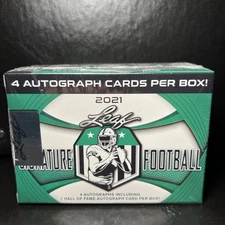 4 AUTOGRAPH CARDS PER BOX!
2021
Leaf
SIGNATURE FOOTBALL
4 AUTOGRAPHS INCLUDING
1 HALL OF FAME AUTOGRAPH CARD PER BOX!